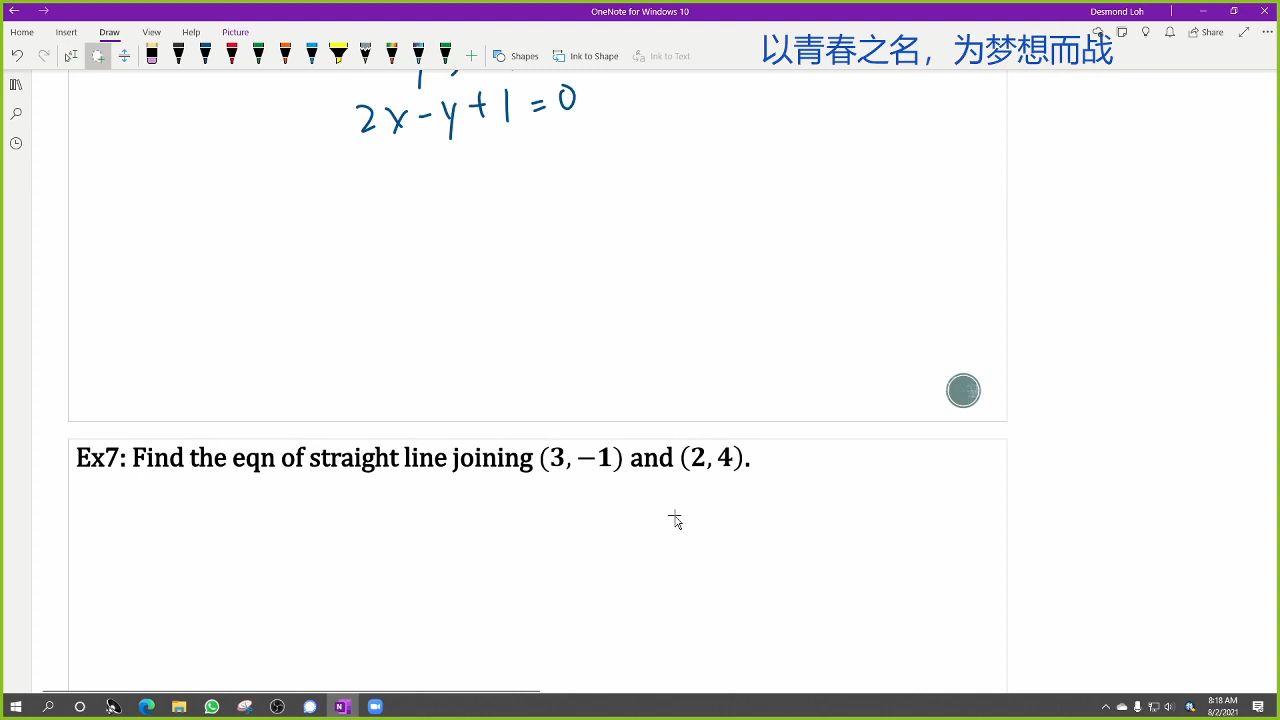 OneNote for Windows 10
Desmond Loh
Home Insert Draw View Help Picture
Share
Shapes Ink to Shape Ink to Text
以青春之名，为梦想而战
2x-y+1=0
Ex7: Find the eqn of straight line joining (3, −1) and (2, 4).
8:18 AM
8/2/2021